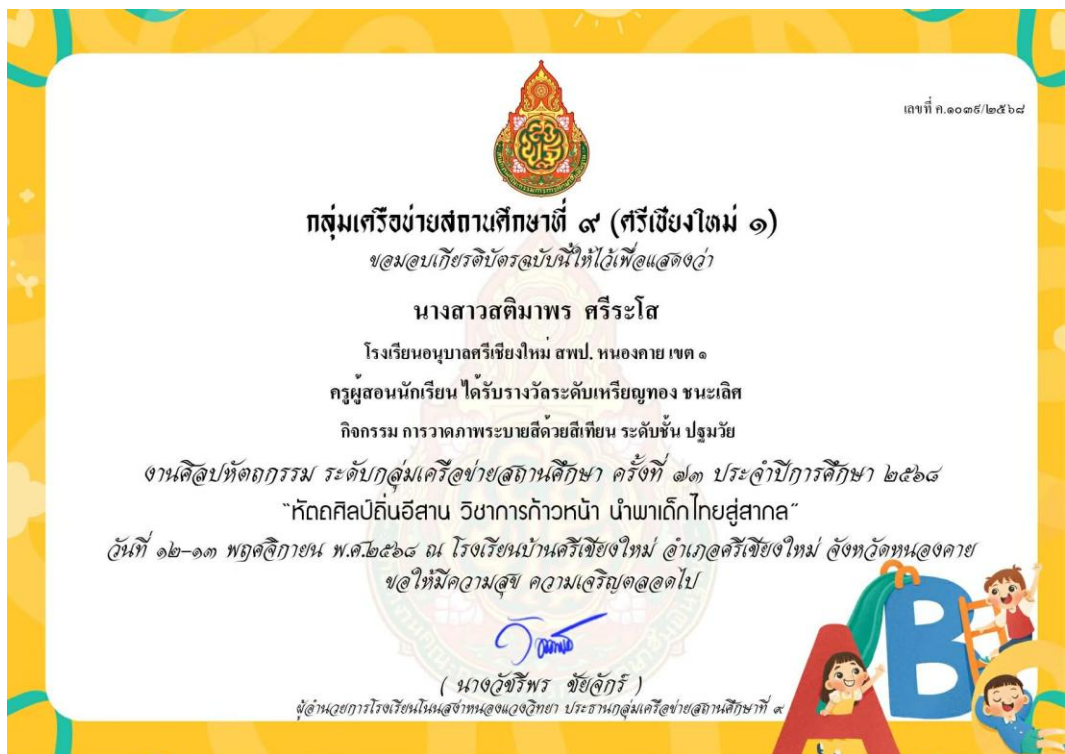 เลขที่ ค.๑๐๓๙/๒๕๖๘
กลุ่มเครือข่ายสถานศึกษาที่ ๙ (ศรีเชียงใหม่ ๑)
ขอมอบเกียรติบัตรฉบับนี้ให้ไว้เพื่อแสดงว่า
นางสาวสติมาพร ศรีระโส
โรงเรียนอนุบาลศรีเชียงใหม่ สพป. หนองคาย เขต ๑
ครูผู้สอนนักเรียน ได้รับรางวัลระดับเหรียญทอง ชนะเลิศ
กิจกรรม การวาดภาพระบายสีด้วยสีเทียน ระดับชั้น ปฐมวัย
งานศิลปหัตถกรรม ระดับกลุ่มเครือข่ายสถานศึกษา ครั้งที่ ๗๓ ประจำปีการศึกษา ๒๕๖๘
“หัตถศิลป์ถิ่นอีสาน วิชาการก้าวหน้า นำพาเด็กไทยสู่สากล”
วันที่ ๑๒-๑๓ พฤศจิกายน พ.ศ.๒๕๖๘ ณ โรงเรียนบ้านศรีเชียงใหม่ อำเภอศรีเชียงใหม่ จังหวัดหนองคาย
ขอให้มีความสุข ความเจริญตลอดไป
( นางวัชรีพร ชัยจักร์ )
ผู้อำนวยการโรงเรียนโนนสง่าหนองแวงวิทยา ประธานกลุ่มเครือข่ายสถานศึกษาที่ ๙
AB